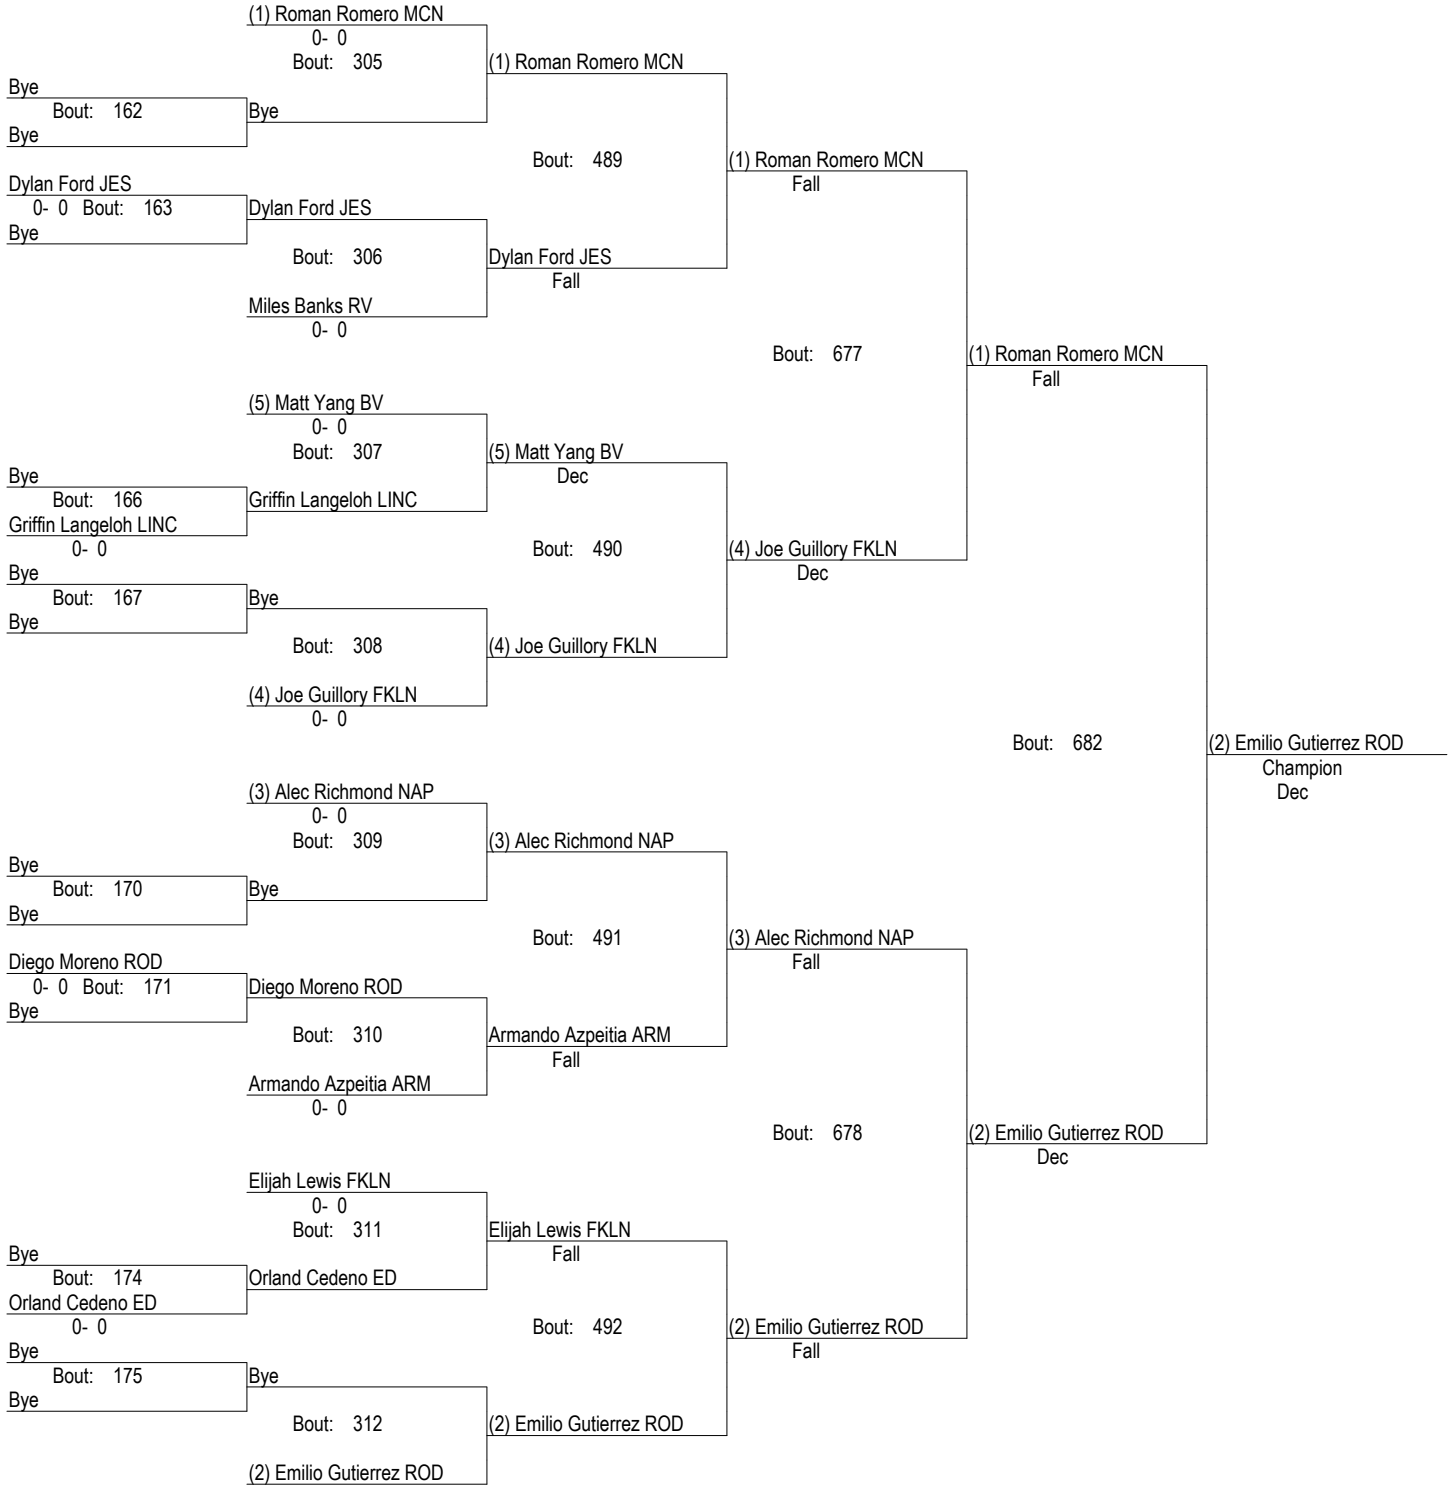 (1) Roman Romero MCN
0- 0
Bout: 305
(1) Roman Romero MCN
Bye
Bout: 162
Bye
Bye
Bout: 489
(1) Roman Romero MCN
Fall
Dylan Ford JES
0- 0 Bout: 163
Dylan Ford JES
Bye
Bout: 306
Dylan Ford JES
Fall
Miles Banks RV
0- 0
Bout: 677
(1) Roman Romero MCN
Fall
(5) Matt Yang BV
0- 0
Bout: 307
(5) Matt Yang BV
Dec
Bye
Bout: 166
Griffin Langeloh LINC
Griffin Langeloh LINC
0- 0
Bout: 490
(4) Joe Guillory FKLN
Dec
Bye
Bout: 167
Bye
Bye
Bout: 308
(4) Joe Guillory FKLN
(4) Joe Guillory FKLN
0- 0
Bout: 682
(2) Emilio Gutierrez ROD
Champion
Dec
(3) Alec Richmond NAP
0- 0
Bout: 309
(3) Alec Richmond NAP
Bye
Bout: 170
Bye
Bye
Bout: 491
(3) Alec Richmond NAP
Fall
Diego Moreno ROD
0- 0 Bout: 171
Diego Moreno ROD
Bye
Bout: 310
Armando Azpeitia ARM
Fall
Armando Azpeitia ARM
0- 0
Bout: 678
(2) Emilio Gutierrez ROD
Dec
Elijah Lewis FKLN
0- 0
Bout: 311
Elijah Lewis FKLN
Fall
Bye
Bout: 174
Orland Cedeno ED
Orland Cedeno ED
0- 0
Bout: 492
(2) Emilio Gutierrez ROD
Fall
Bye
Bout: 175
Bye
Bye
Bout: 312
(2) Emilio Gutierrez ROD
(2) Emilio Gutierrez ROD